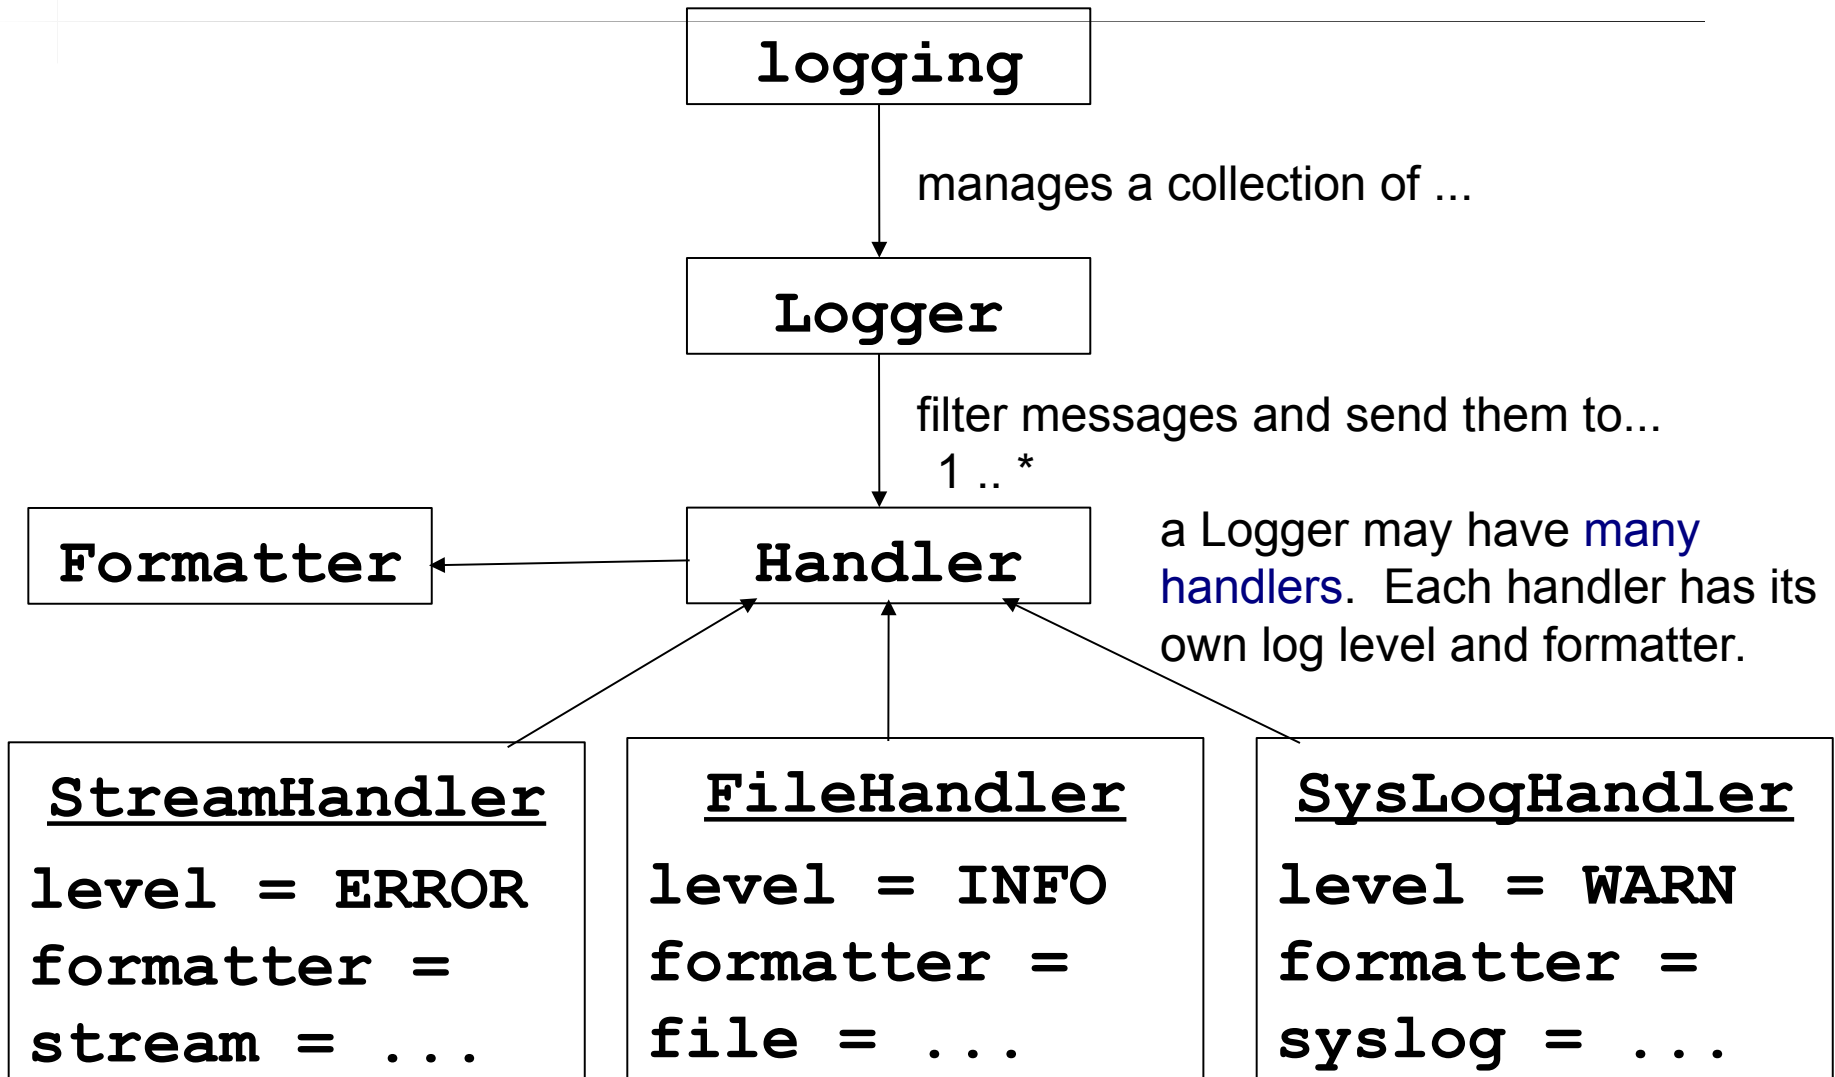 logging
manages a collection of ...
Logger
filter messages and send them to...
1 .. *
Formatter
Handler
a Logger may have many
handlers.  Each handler has its
own log level and formatter.
StreamHandler
level = ERROR
formatter =
stream = ...
FileHandler
level = INFO
formatter =
file = ...
SysLogHandler
level = WARN
formatter =
syslog = ...